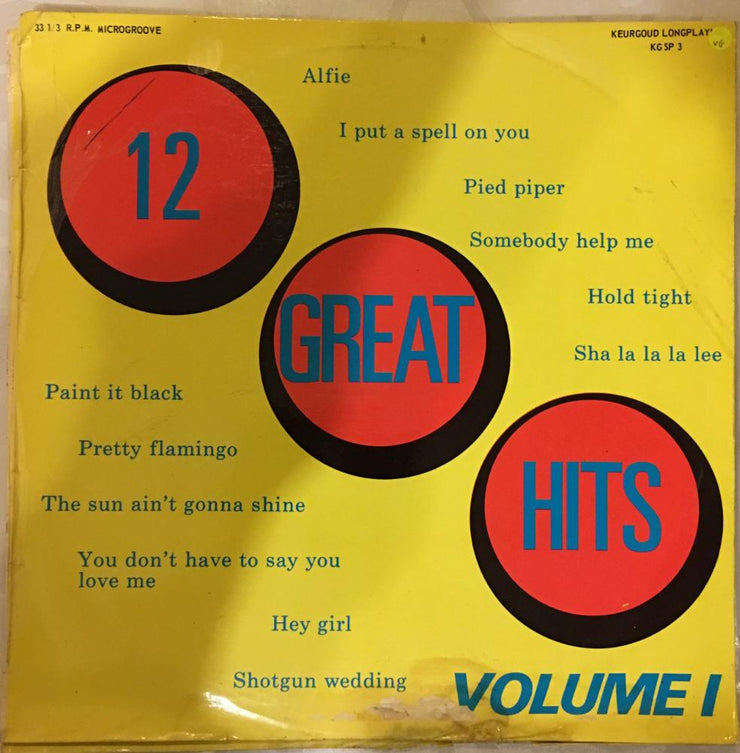 33 1/3 R.P.M. MICROGROOVE
KEURGOUD LONGPLAY
KGSP 3
VG
Alfie
12
I put a spell on you
Pied piper
Somebody help me
Hold tight
GREAT
Sha la la la lee
Paint it black
Pretty flamingo
HITS
The sun ain't gonna shine
You don't have to say you
love me
Hey girl
Shotgun wedding
VOLUME I